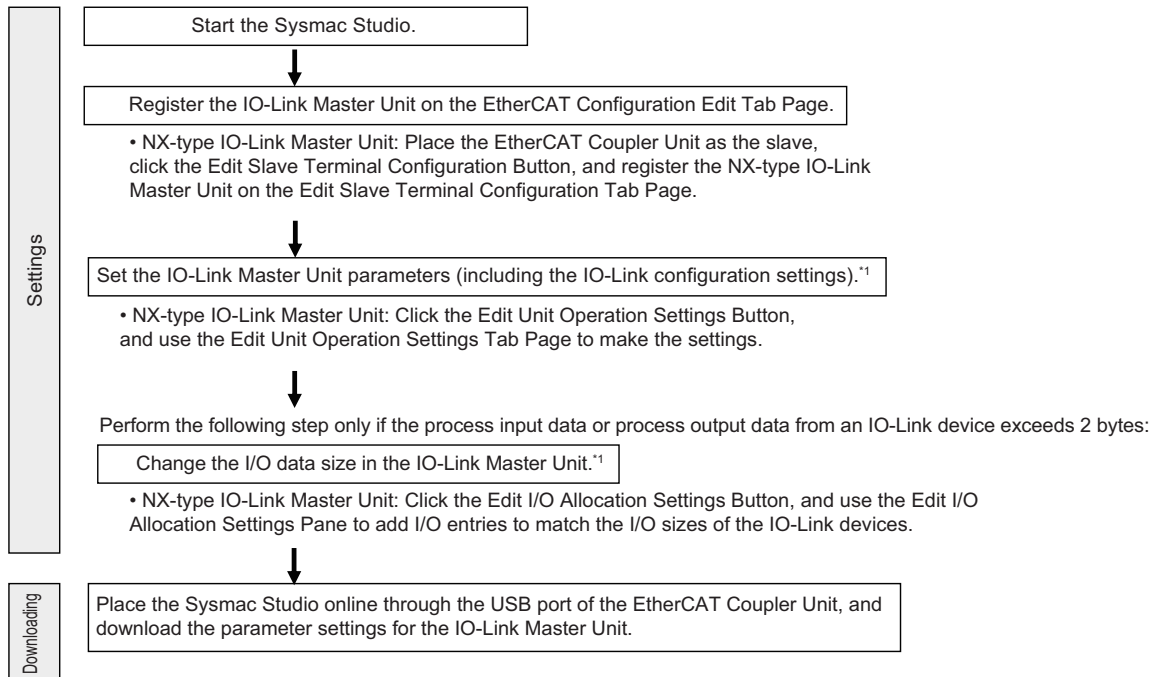 Settings
Start the Sysmac Studio.
Register the IO-Link Master Unit on the EtherCAT Configuration Edit Tab Page.
• NX-type IO-Link Master Unit: Place the EtherCAT Coupler Unit as the slave,
click the Edit Slave Terminal Configuration Button, and register the NX-type IO-Link
Master Unit on the Edit Slave Terminal Configuration Tab Page.
Set the IO-Link Master Unit parameters (including the IO-Link configuration settings).*1
• NX-type IO-Link Master Unit: Click the Edit Unit Operation Settings Button,
and use the Edit Unit Operation Settings Tab Page to make the settings.
Perform the following step only if the process input data or process output data from an IO-Link device exceeds 2 bytes:
Change the I/O data size in the IO-Link Master Unit.*1
• NX-type IO-Link Master Unit: Click the Edit I/O Allocation Settings Button, and use the Edit I/O
Allocation Settings Pane to add I/O entries to match the I/O sizes of the IO-Link devices.
Downloading
Place the Sysmac Studio online through the USB port of the EtherCAT Coupler Unit, and
download the parameter settings for the IO-Link Master Unit.